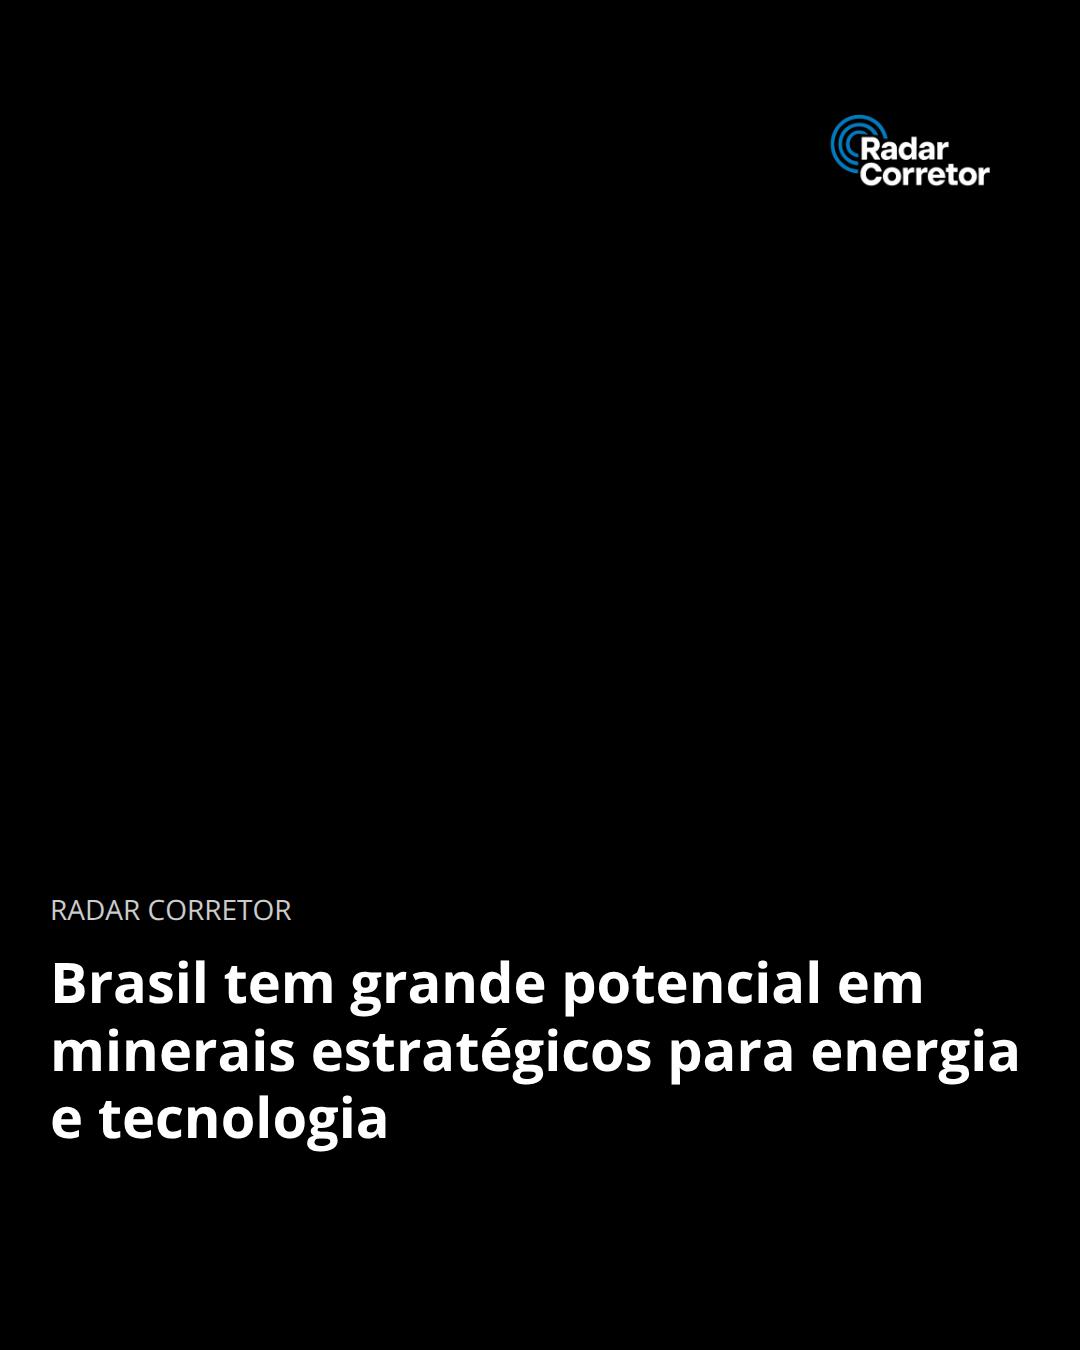 Radar
Corretor
RADAR CORRETOR
Brasil tem grande potencial em
minerais estratégicos para energia
e tecnologia